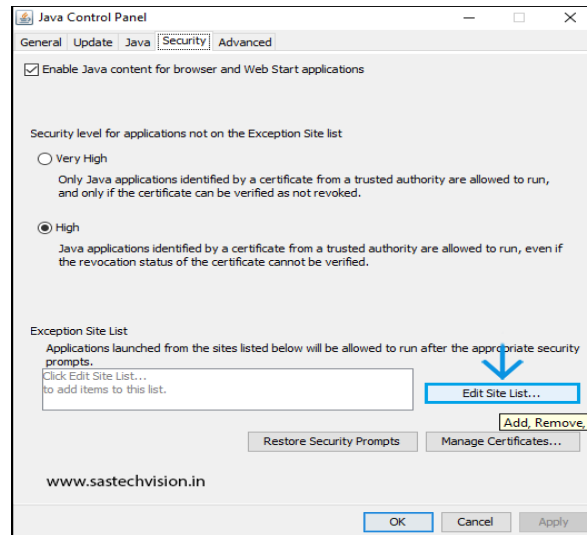 Java Control Panel
General Update Java Security Advanced
Enable Java content for browser and Web Start applications
Security level for applications not on the Exception Site list
Very High
Only Java applications identified by a certificate from a trusted authority are allowed to run,
and only if the certificate can be verified as not revoked.
High
Java applications identified by a certificate from a trusted authority are allowed to run, even if
the revocation status of the certificate cannot be verified.
Exception Site List
Applications launched from the sites listed below will be allowed to run after the appropriate security
prompts.
Click Edit Site List...
to add items to this list.
Edit Site List...
Add, Remove,
Restore Security Prompts Manage Certificates...
www.sastechvision.in
OK Cancel Apply